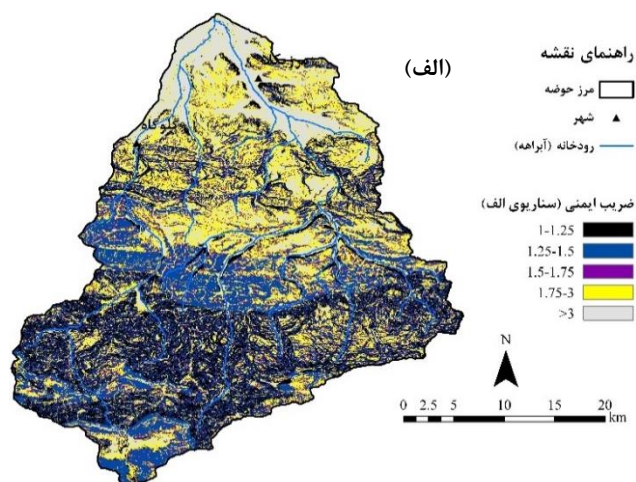 (الف)
راهنمای نقشه
مرز حوضه
شهر
رودخانه (آبراهه)
ضریب ایمنی (سناریوی الف)
1-1.25
1.25-1.5
1.5-1.75
1.75-3
>3
N
0 2.5 5 10 15 20
km